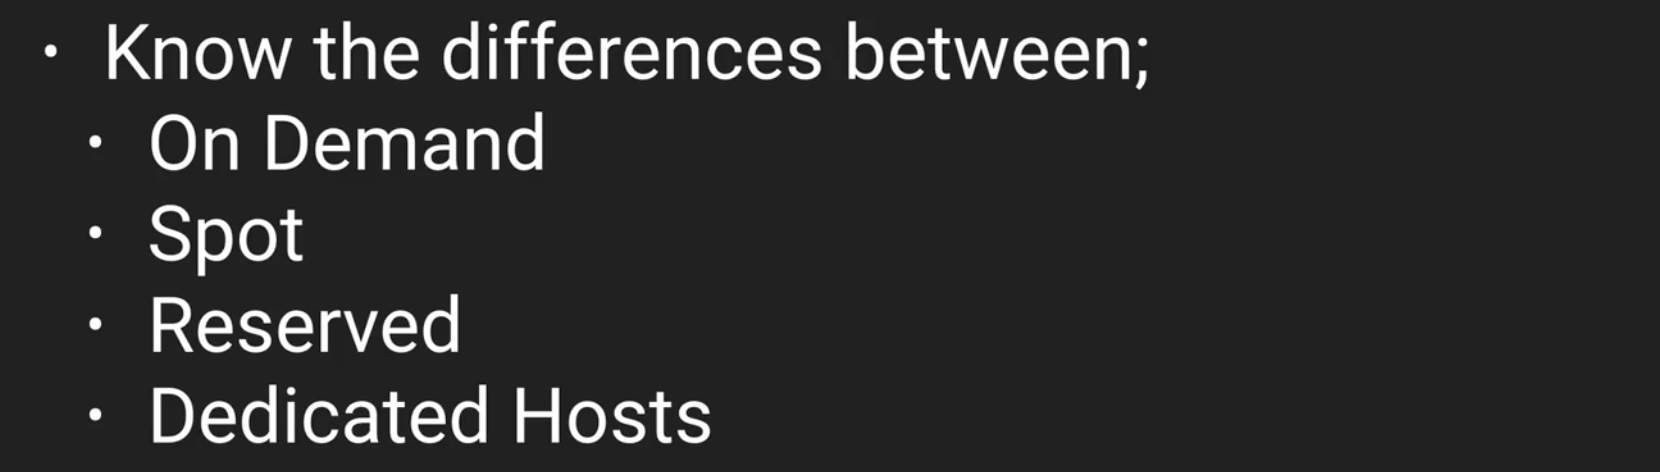 • Know the differences between;
• On Demand
• Spot
• Reserved
• Dedicated Hosts